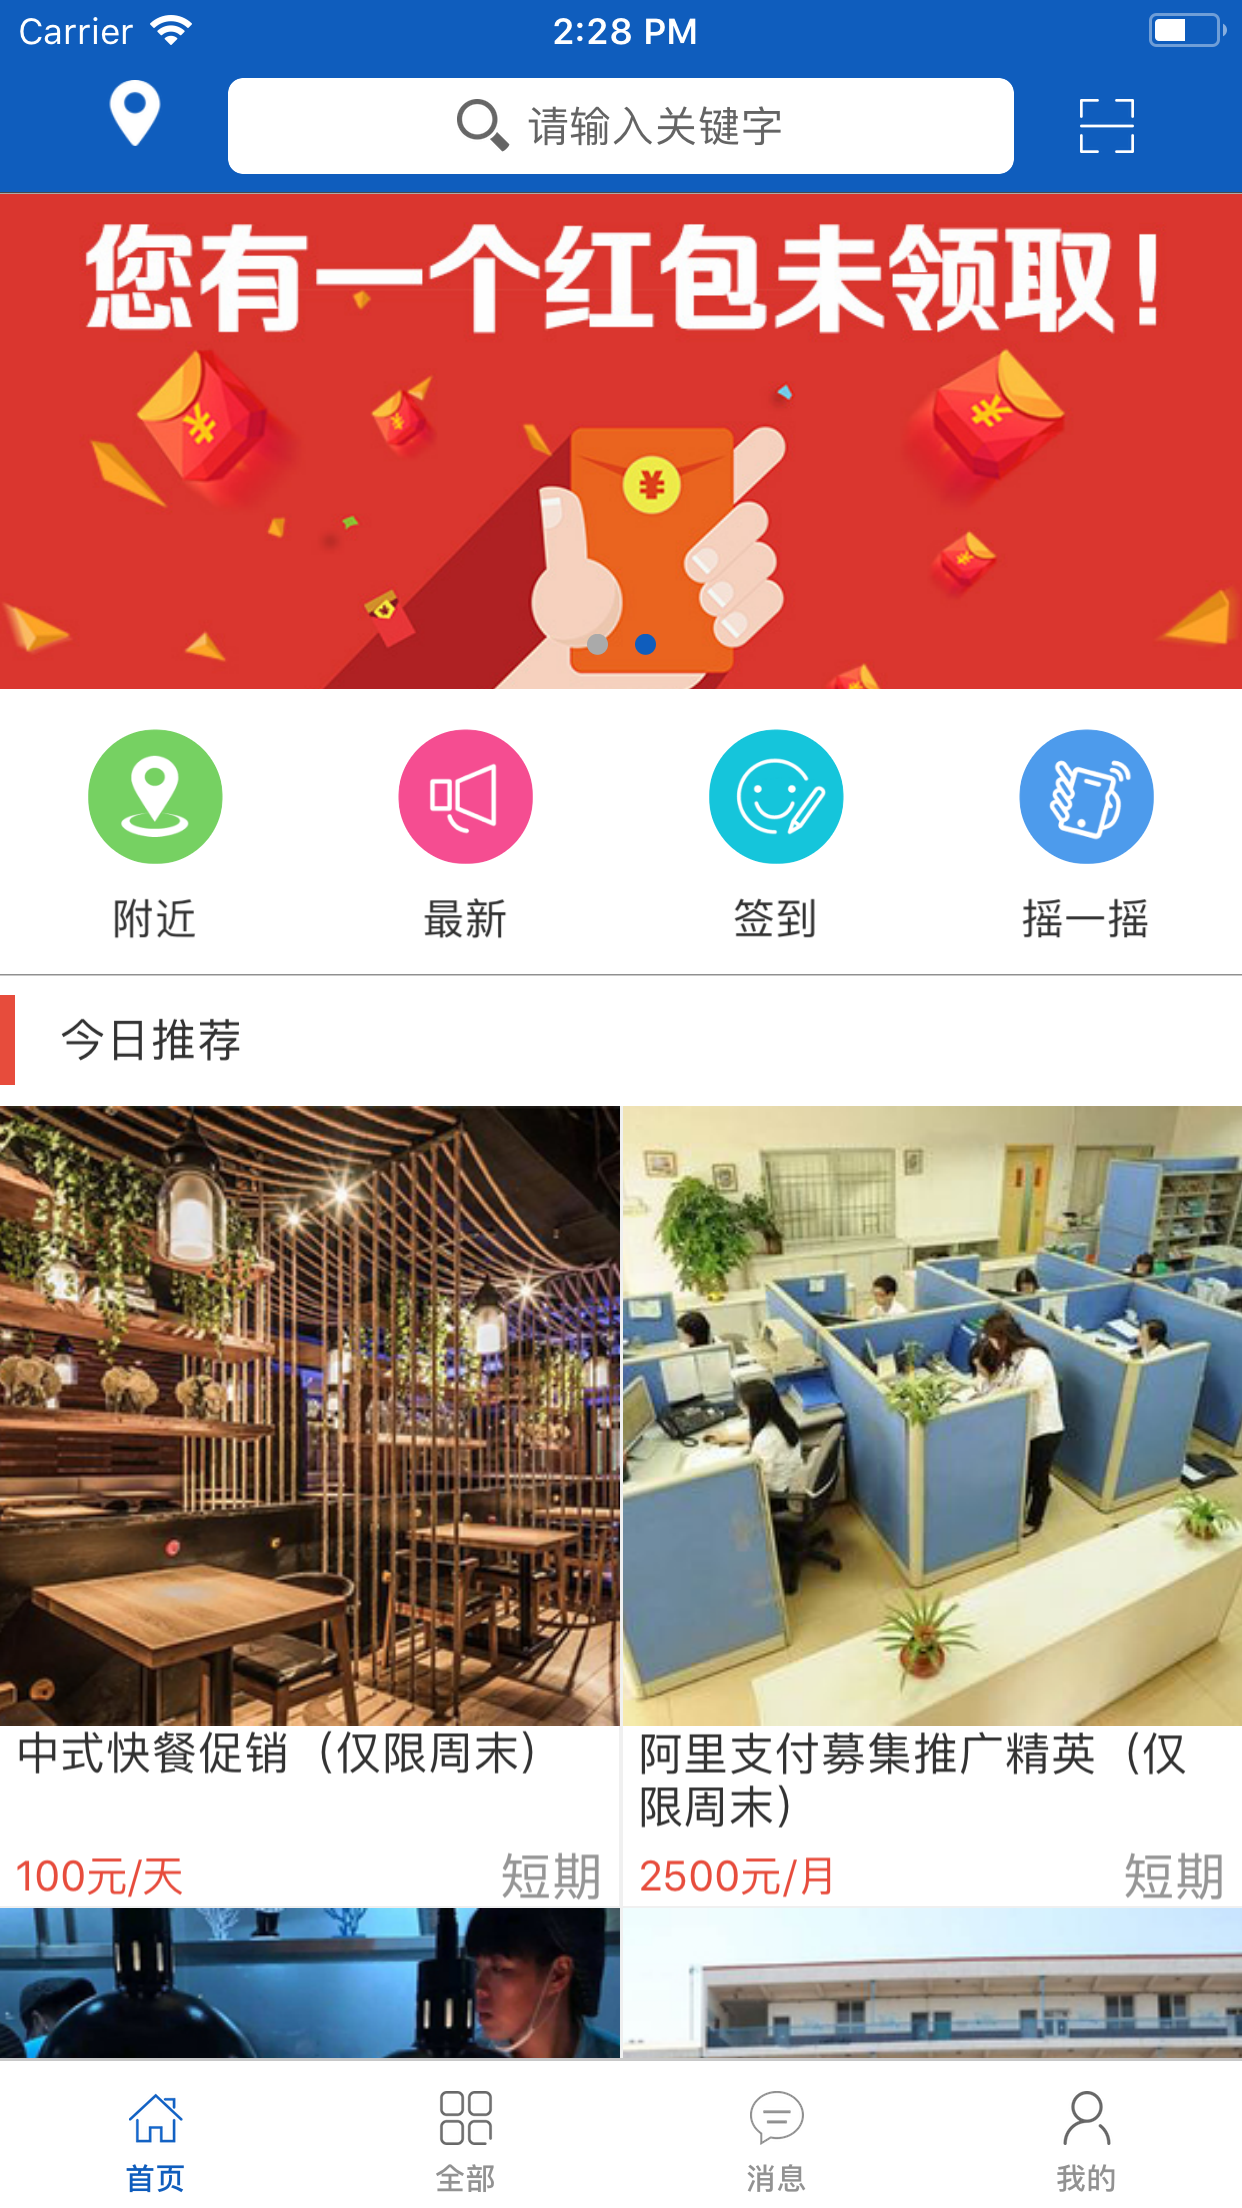 Carrier 2:28 PM
请输入关键字
您有一个红包未领取!
附近 最新 签到 摇一摇
今日推荐
中式快餐促销（仅限周末）
100元/天 短期
阿里支付募集推广精英（仅
限周末）
2500元/月 短期
首页 全部 消息 我的